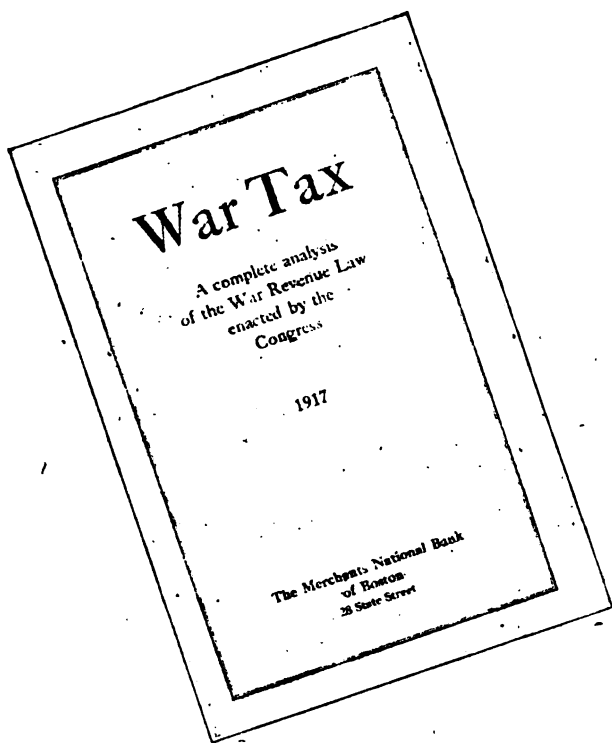 War Tax
A complete analysis
of the War Revenue Law
enacted by the
Congress
1917
The Merchants National Bank
of Boston
28 State Street